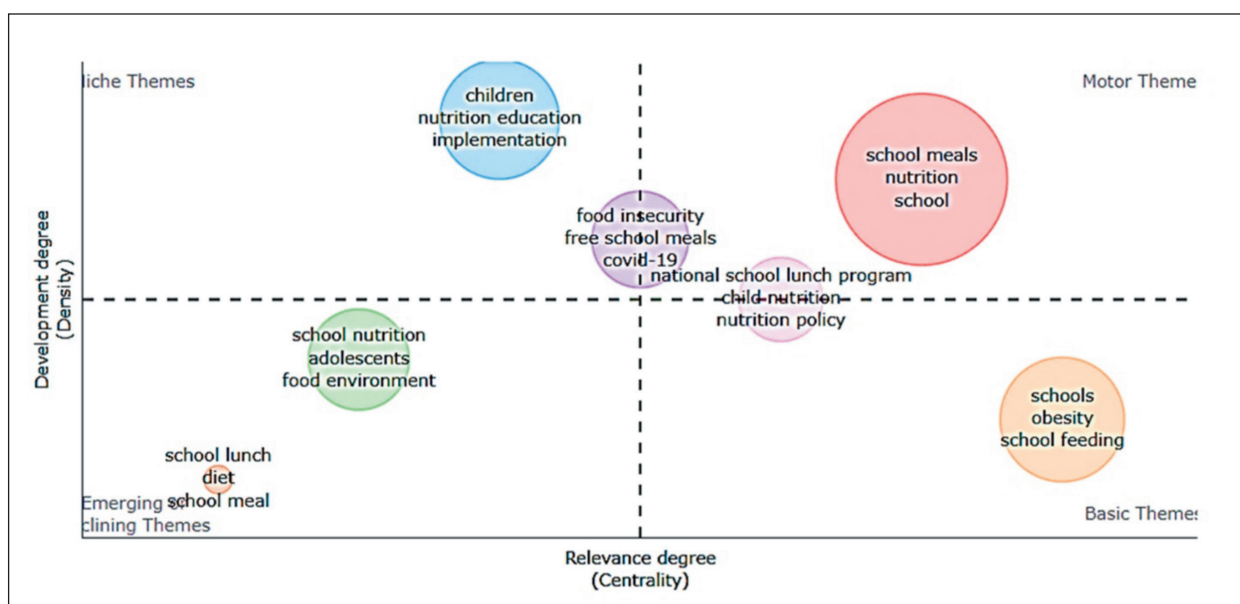 liche Themes
Motor Theme
children
nutrition education
implementation
school meals
nutrition
school
food insecurity
free school meals
covid-19
national school lunch program
child nutrition
nutrition policy
school nutrition
adolescents
food environment
schools
obesity
school feeding
school lunch
diet
school meal
Emerging or
clining Themes
Basic Themes
Development degree
(Density)
Relevance degree
(Centrality)